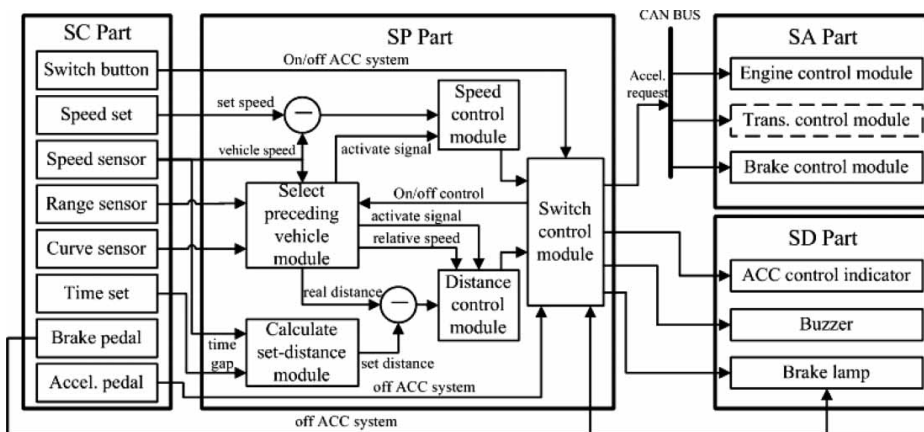 SC Part
Switch button
Speed set
Speed sensor
Range sensor
Curve sensor
Time set
Brake pedal
Accel. pedal
SP Part
On/off ACC system
set speed
vehicle speed
Speed
control
module
activate signal
Select
preceding
vehicle
module
On/off control
activate signal
relative speed
real distance
Distance
control
module
Calculate
set-distance
module
time
gap
set distance
Switch
control
module
off ACC system
off ACC system
CAN BUS
Accel.
request
SA Part
Engine control module
Trans. control module
Brake control module
SD Part
ACC control indicator
Buzzer
Brake lamp